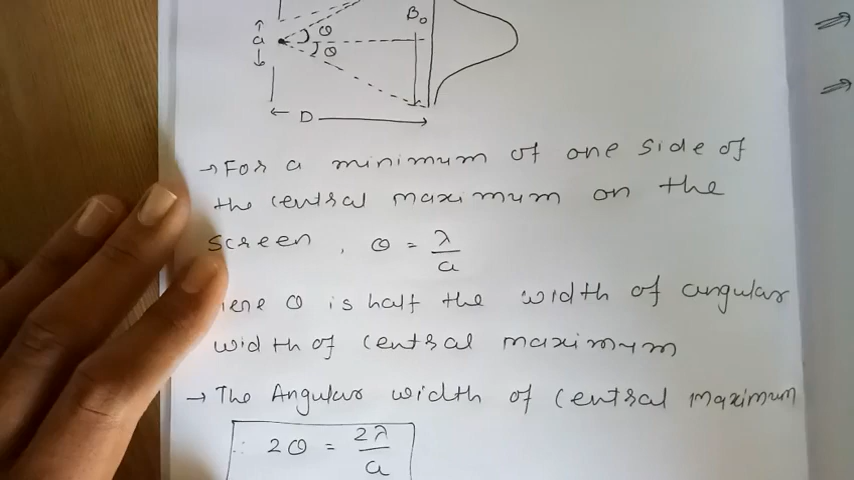 B₀
a
θ
θ
← D →
→ For a minimum of one side of
the central maximum on the
screen, θ = λ/a
θ is half the width of angular
width of central maximum
→ The Angular width of central maximum
∴ 2θ = 2λ/a
⇒
⇒